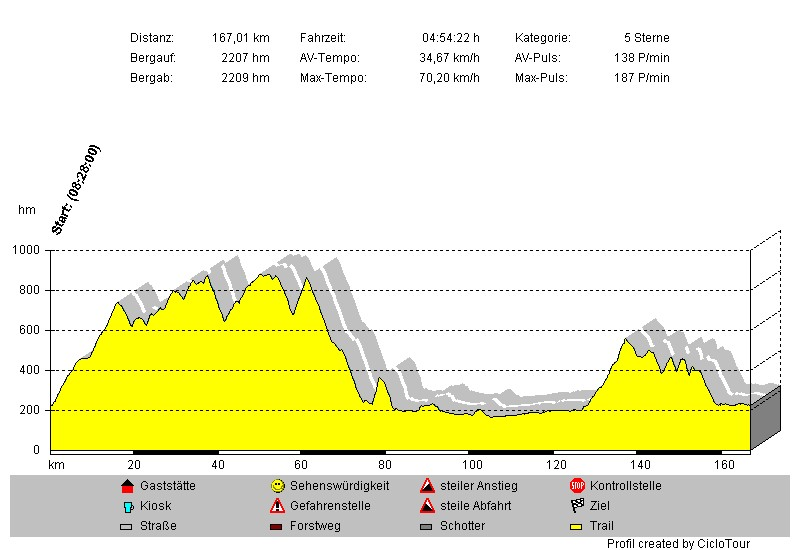 Distanz: 167,01 km Fahrzeit: 04:54:22 h Kategorie: 5 Sterne
Bergauf: 2207 hm AV-Tempo: 34,67 km/h AV-Puls: 138 P/min
Bergab: 2209 hm Max-Tempo: 70,20 km/h Max-Puls: 187 P/min
Start: (08:28:00)
hm
1000
800
600
400
200
0
km 20 40 60 80 100 120 140 160
Gaststätte Sehenswürdigkeit steiler Anstieg STOP Kontrollstelle
Kiosk Gefahrenstelle steile Abfahrt Ziel
Straße Forstweg Schotter Trail
Profil created by CicloTour